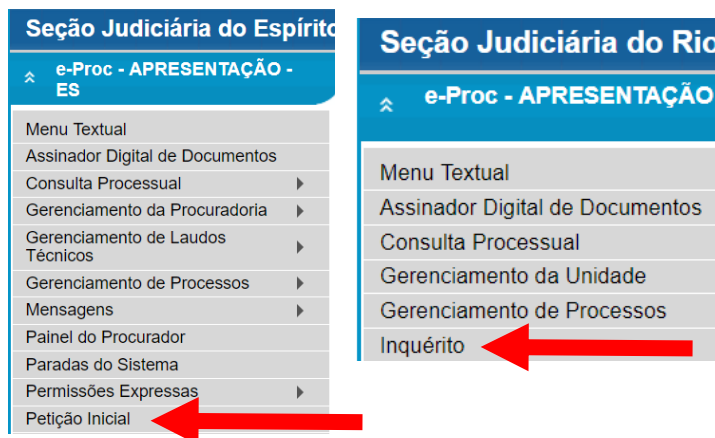 Seção Judiciária do Espírito
e-Proc - APRESENTAÇÃO -
ES
Menu Textual
Assinador Digital de Documentos
Consulta Processual
Gerenciamento da Procuradoria
Gerenciamento de Laudos
Técnicos
Gerenciamento de Processos
Mensagens
Painel do Procurador
Paradas do Sistema
Permissões Expressas
Petição Inicial
Seção Judiciária do Rio
e-Proc - APRESENTAÇÃO
Menu Textual
Assinador Digital de Documentos
Consulta Processual
Gerenciamento da Unidade
Gerenciamento de Processos
Inquérito